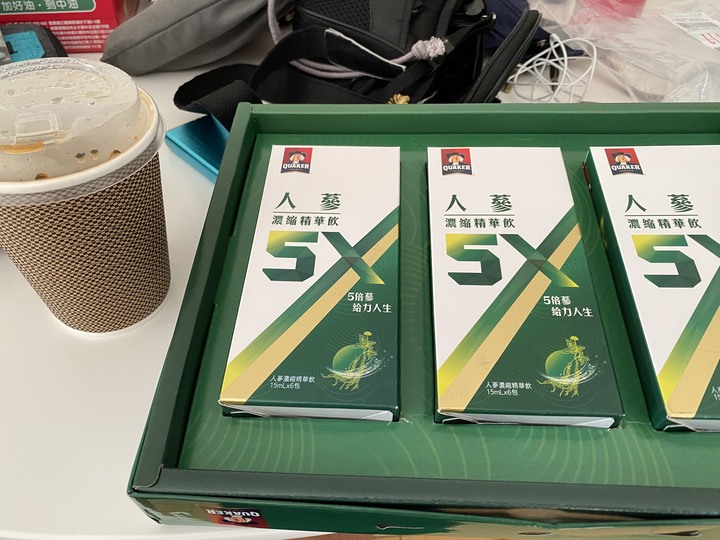 加好油・到中油
QUAKER
人蔘
濃縮精華飲
5X
5倍蔘
給力人生
人蔘濃縮精華飲
15mLx6包
QUAKER
人蔘
濃縮精華飲
5X
5倍蔘
給力人生
人蔘濃縮精華飲
15mLx6包
QUAKER
人蔘
濃縮精華飲
5X
QUAKER